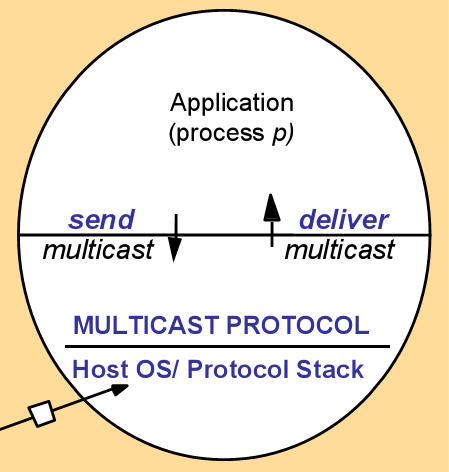 Application
(process p)
send deliver
multicast multicast
MULTICAST PROTOCOL
Host OS/ Protocol Stack